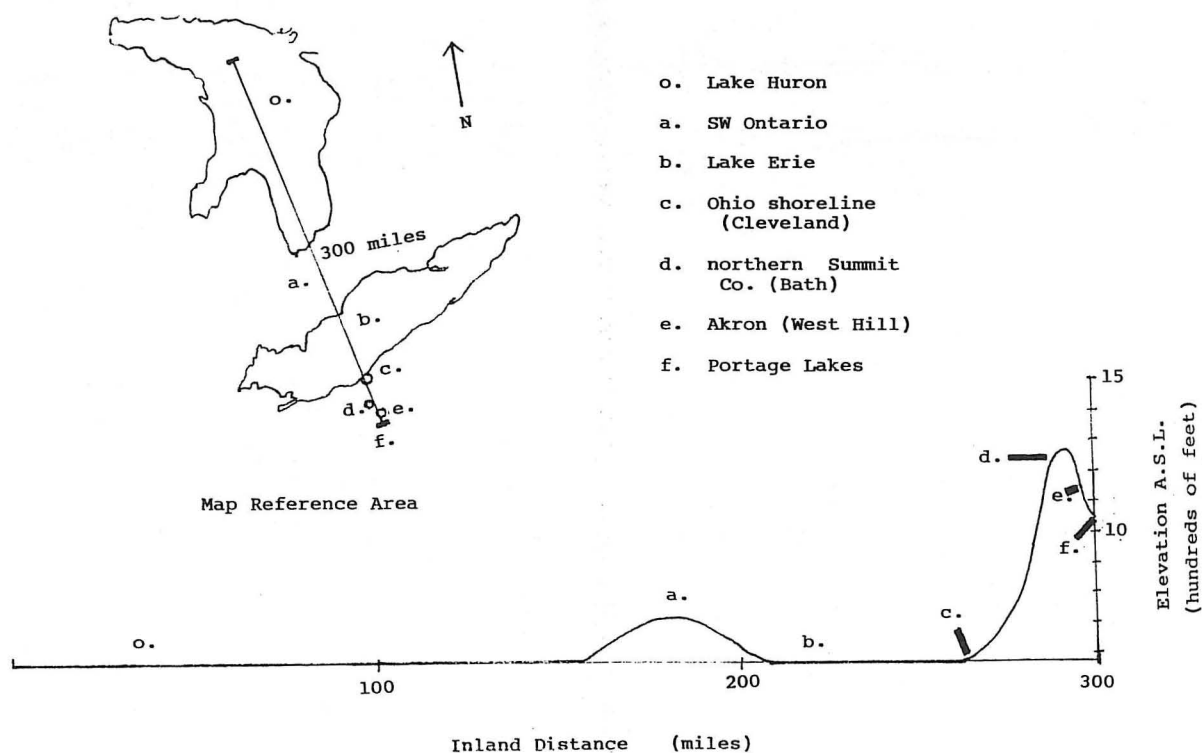 o.
N
300 miles
a.
b.
c.
d.
e.
f.
Map Reference Area
o. Lake Huron
a. SW Ontario
b. Lake Erie
c. Ohio shoreline
(Cleveland)
d. northern Summit
Co. (Bath)
e. Akron (West Hill)
f. Portage Lakes
15
d.
e.
10
f.
Elevation A.S.L.
(hundreds of feet)
a.
c.
o.
b.
100
200
300
Inland Distance (miles)